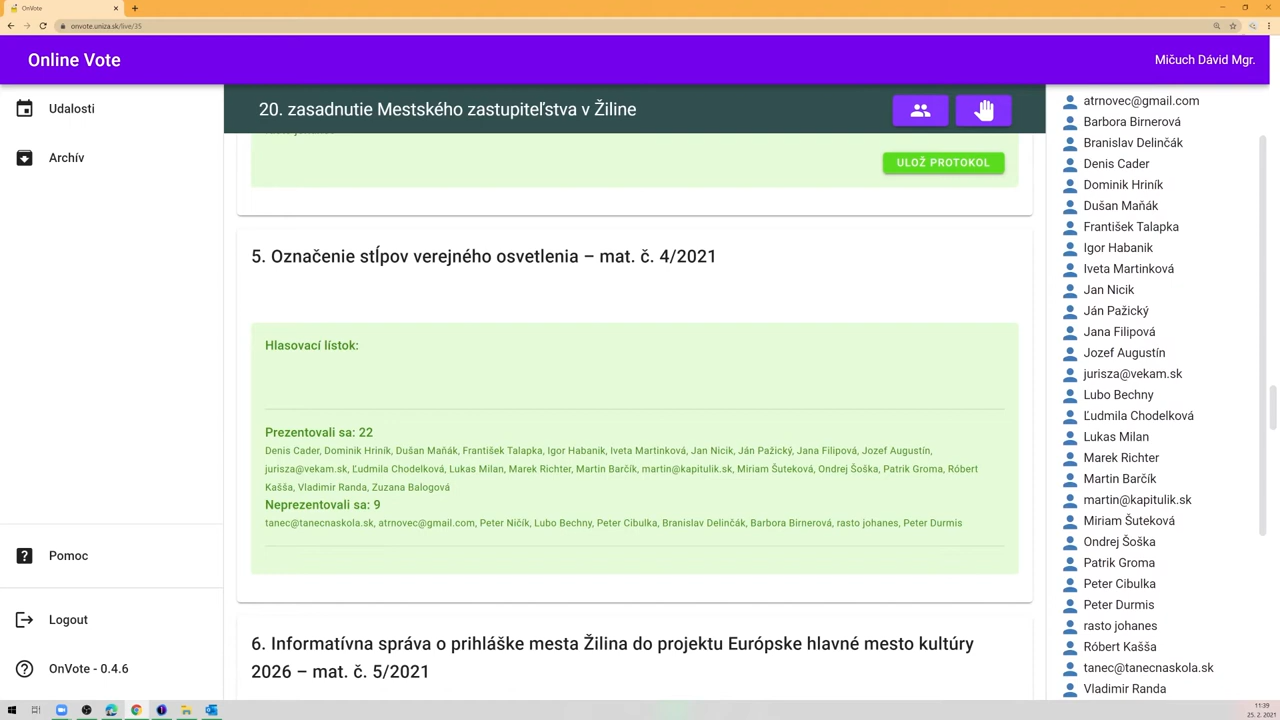 OnVote
onvote.uniza.sk/live/35
Online Vote
Mičuch Dávid Mgr.
Udalosti
Archív
Pomoc
Logout
OnVote - 0.4.6
20. zasadnutie Mestského zastupiteľstva v Žiline
ULOŽ PROTOKOL
5. Označenie stĺpov verejného osvetlenia – mat. č. 4/2021
Hlasovací lístok:
Prezentovali sa: 22
Denis Cader, Dominik Hriník, Dušan Maňák, František Talapka, Igor Habanik, Iveta Martinková, Jan Nicik, Ján Pažický, Jana Filipová, Jozef Augustín,
jurisza@vekam.sk, Ľudmila Chodelková, Lukas Milan, Marek Richter, Martin Barčík, martin@kapitulik.sk, Miriam Šuteková, Ondrej Šoška, Patrik Groma, Róbert
Kašša, Vladimir Randa, Zuzana Balogová
Neprezentovali sa: 9
tanec@tanecnaskola.sk, atrnovec@gmail.com, Peter Ničík, Lubo Bechny, Peter Cibulka, Branislav Delinčák, Barbora Birnerová, rasto johanes, Peter Durmis
6. Informatívna správa o prihláške mesta Žilina do projektu Európske hlavné mesto kultúry
2026 – mat. č. 5/2021
atrnovec@gmail.com
Barbora Birnerová
Branislav Delinčák
Denis Cader
Dominik Hriník
Dušan Maňák
František Talapka
Igor Habanik
Iveta Martinková
Jan Nicik
Ján Pažický
Jana Filipová
Jozef Augustín
jurisza@vekam.sk
Lubo Bechny
Ľudmila Chodelková
Lukas Milan
Marek Richter
Martin Barčík
martin@kapitulik.sk
Miriam Šuteková
Ondrej Šoška
Patrik Groma
Peter Cibulka
Peter Durmis
rasto johanes
Róbert Kašša
tanec@tanecnaskola.sk
Vladimir Randa
11:39
25. 2. 2021